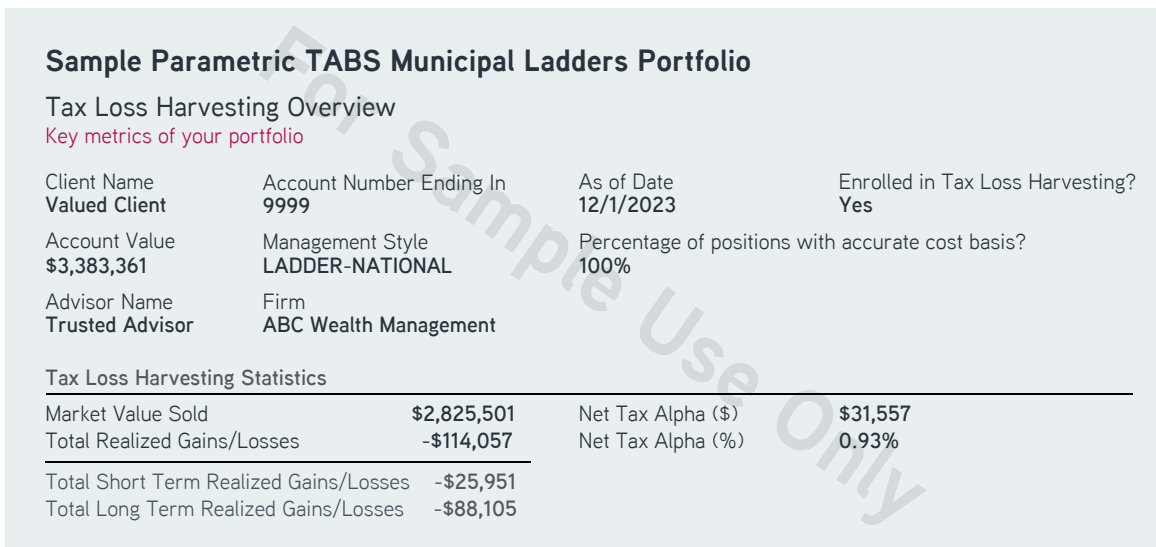 Sample Parametric TABS Municipal Ladders Portfolio
Tax Loss Harvesting Overview
Key metrics of your portfolio
Client Name Account Number Ending In As of Date Enrolled in Tax Loss Harvesting?
Valued Client 9999 12/1/2023 Yes
Account Value Management Style Percentage of positions with accurate cost basis?
$3,383,361 LADDER-NATIONAL 100%
Advisor Name Firm
Trusted Advisor ABC Wealth Management
Tax Loss Harvesting Statistics
Market Value Sold $2,825,501 Net Tax Alpha ($) $31,557
Total Realized Gains/Losses -$114,057 Net Tax Alpha (%) 0.93%
Total Short Term Realized Gains/Losses -$25,951
Total Long Term Realized Gains/Losses -$88,105
For Sample Use Only